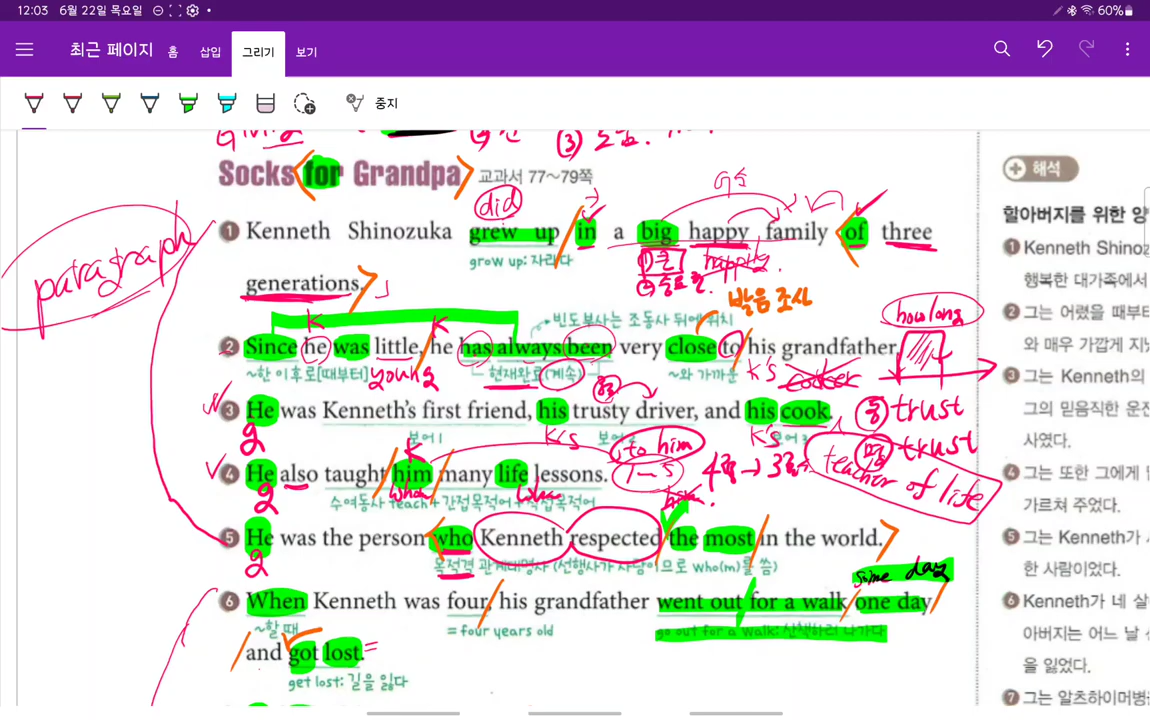 12:03 6월 22일 목요일 60%
최근 페이지 홈 삽입 그리기 보기
중지
Socks for Grandpa 교과서 77~79쪽
해석
did
할아버지를 위한 양
1 Kenneth Shinozuka grew up in a big happy family of three
grow up: 자라다
① 큰
happily
generations.
발음 조사
paragraph
K K
빈도부사는 조동사 뒤에 위치
how long
2 Since he was little, he has always been very close to his grandfather.
~한 이후로[때부터] young 현재완료(계속) ~와 가까운
K's
3 He was Kenneth's first friend, his trusty driver, and his cook.
동 trust
g 보어1 K's K's
to him
명 trust
K
4 He also taught him many life lessons.
1-5
teacher of life
g 수여동사 teach + 간접목적어 + 직접목적어
5 He was the person who Kenneth respected the most in the world.
g 목적격 관계대명사 (선행사가 사람이므로 who(m)를 씀)
some day
6 When Kenneth was four, his grandfather went out for a walk one day
~할 때 = four years old go out for a walk: 산책하러 나가다
and got lost. =
get lost: 길을 잃다
1 Kenneth Shino
행복한 대가족에서
2 그는 어렸을 때부터
와 매우 가깝게 지
3 그는 Kenneth의
그의 믿음직한 운전
사였다.
4 그는 또한 그에게
가르쳐 주었다.
5 그는 Kenneth가
한 사람이었다.
6 Kenneth가 네 살
아버지는 어느 날
을 잃었다.
7 그는 알츠하이머병